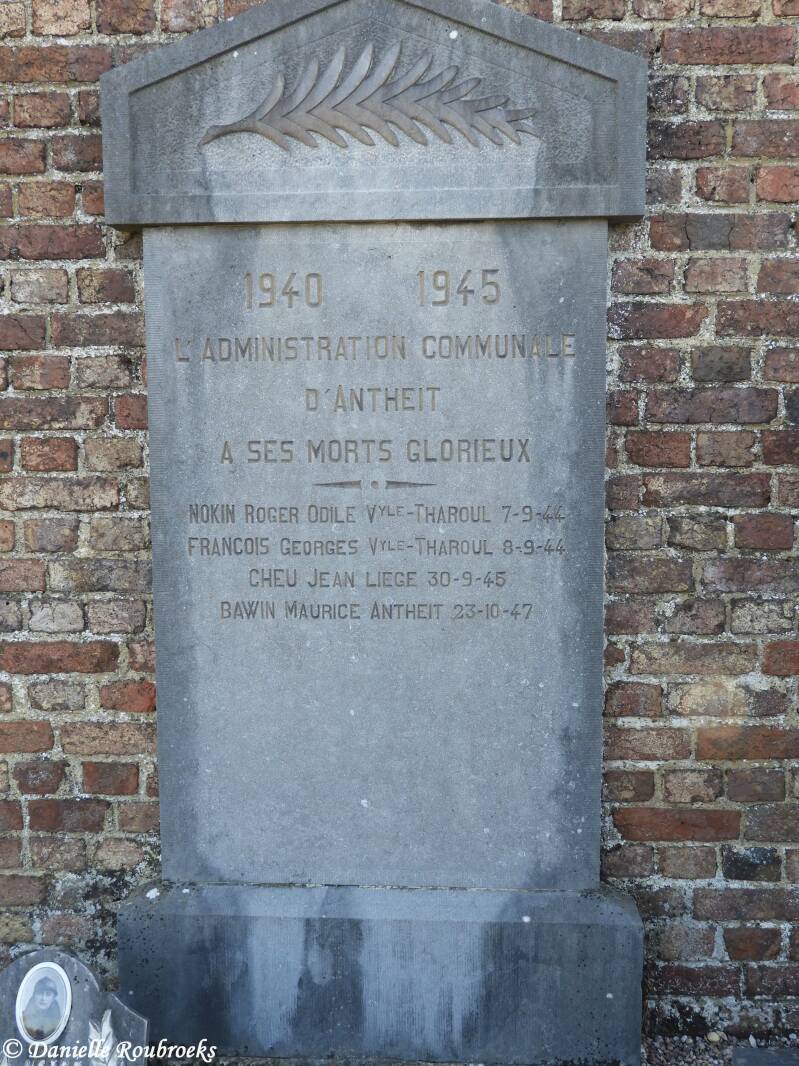 1940 1945
L'ADMINISTRATION COMMUNALE
D'ANTHEIT
A SES MORTS GLORIEUX
NOKIN ROGER ODILE VYLE-THAROUL 7-9-44
FRANCOIS GEORGES VYLE-THAROUL 8-9-44
CHEU JEAN LIEGE 30-9-45
BAWIN MAURICE ANTHEIT 23-10-47
© Danielle Roubroeks